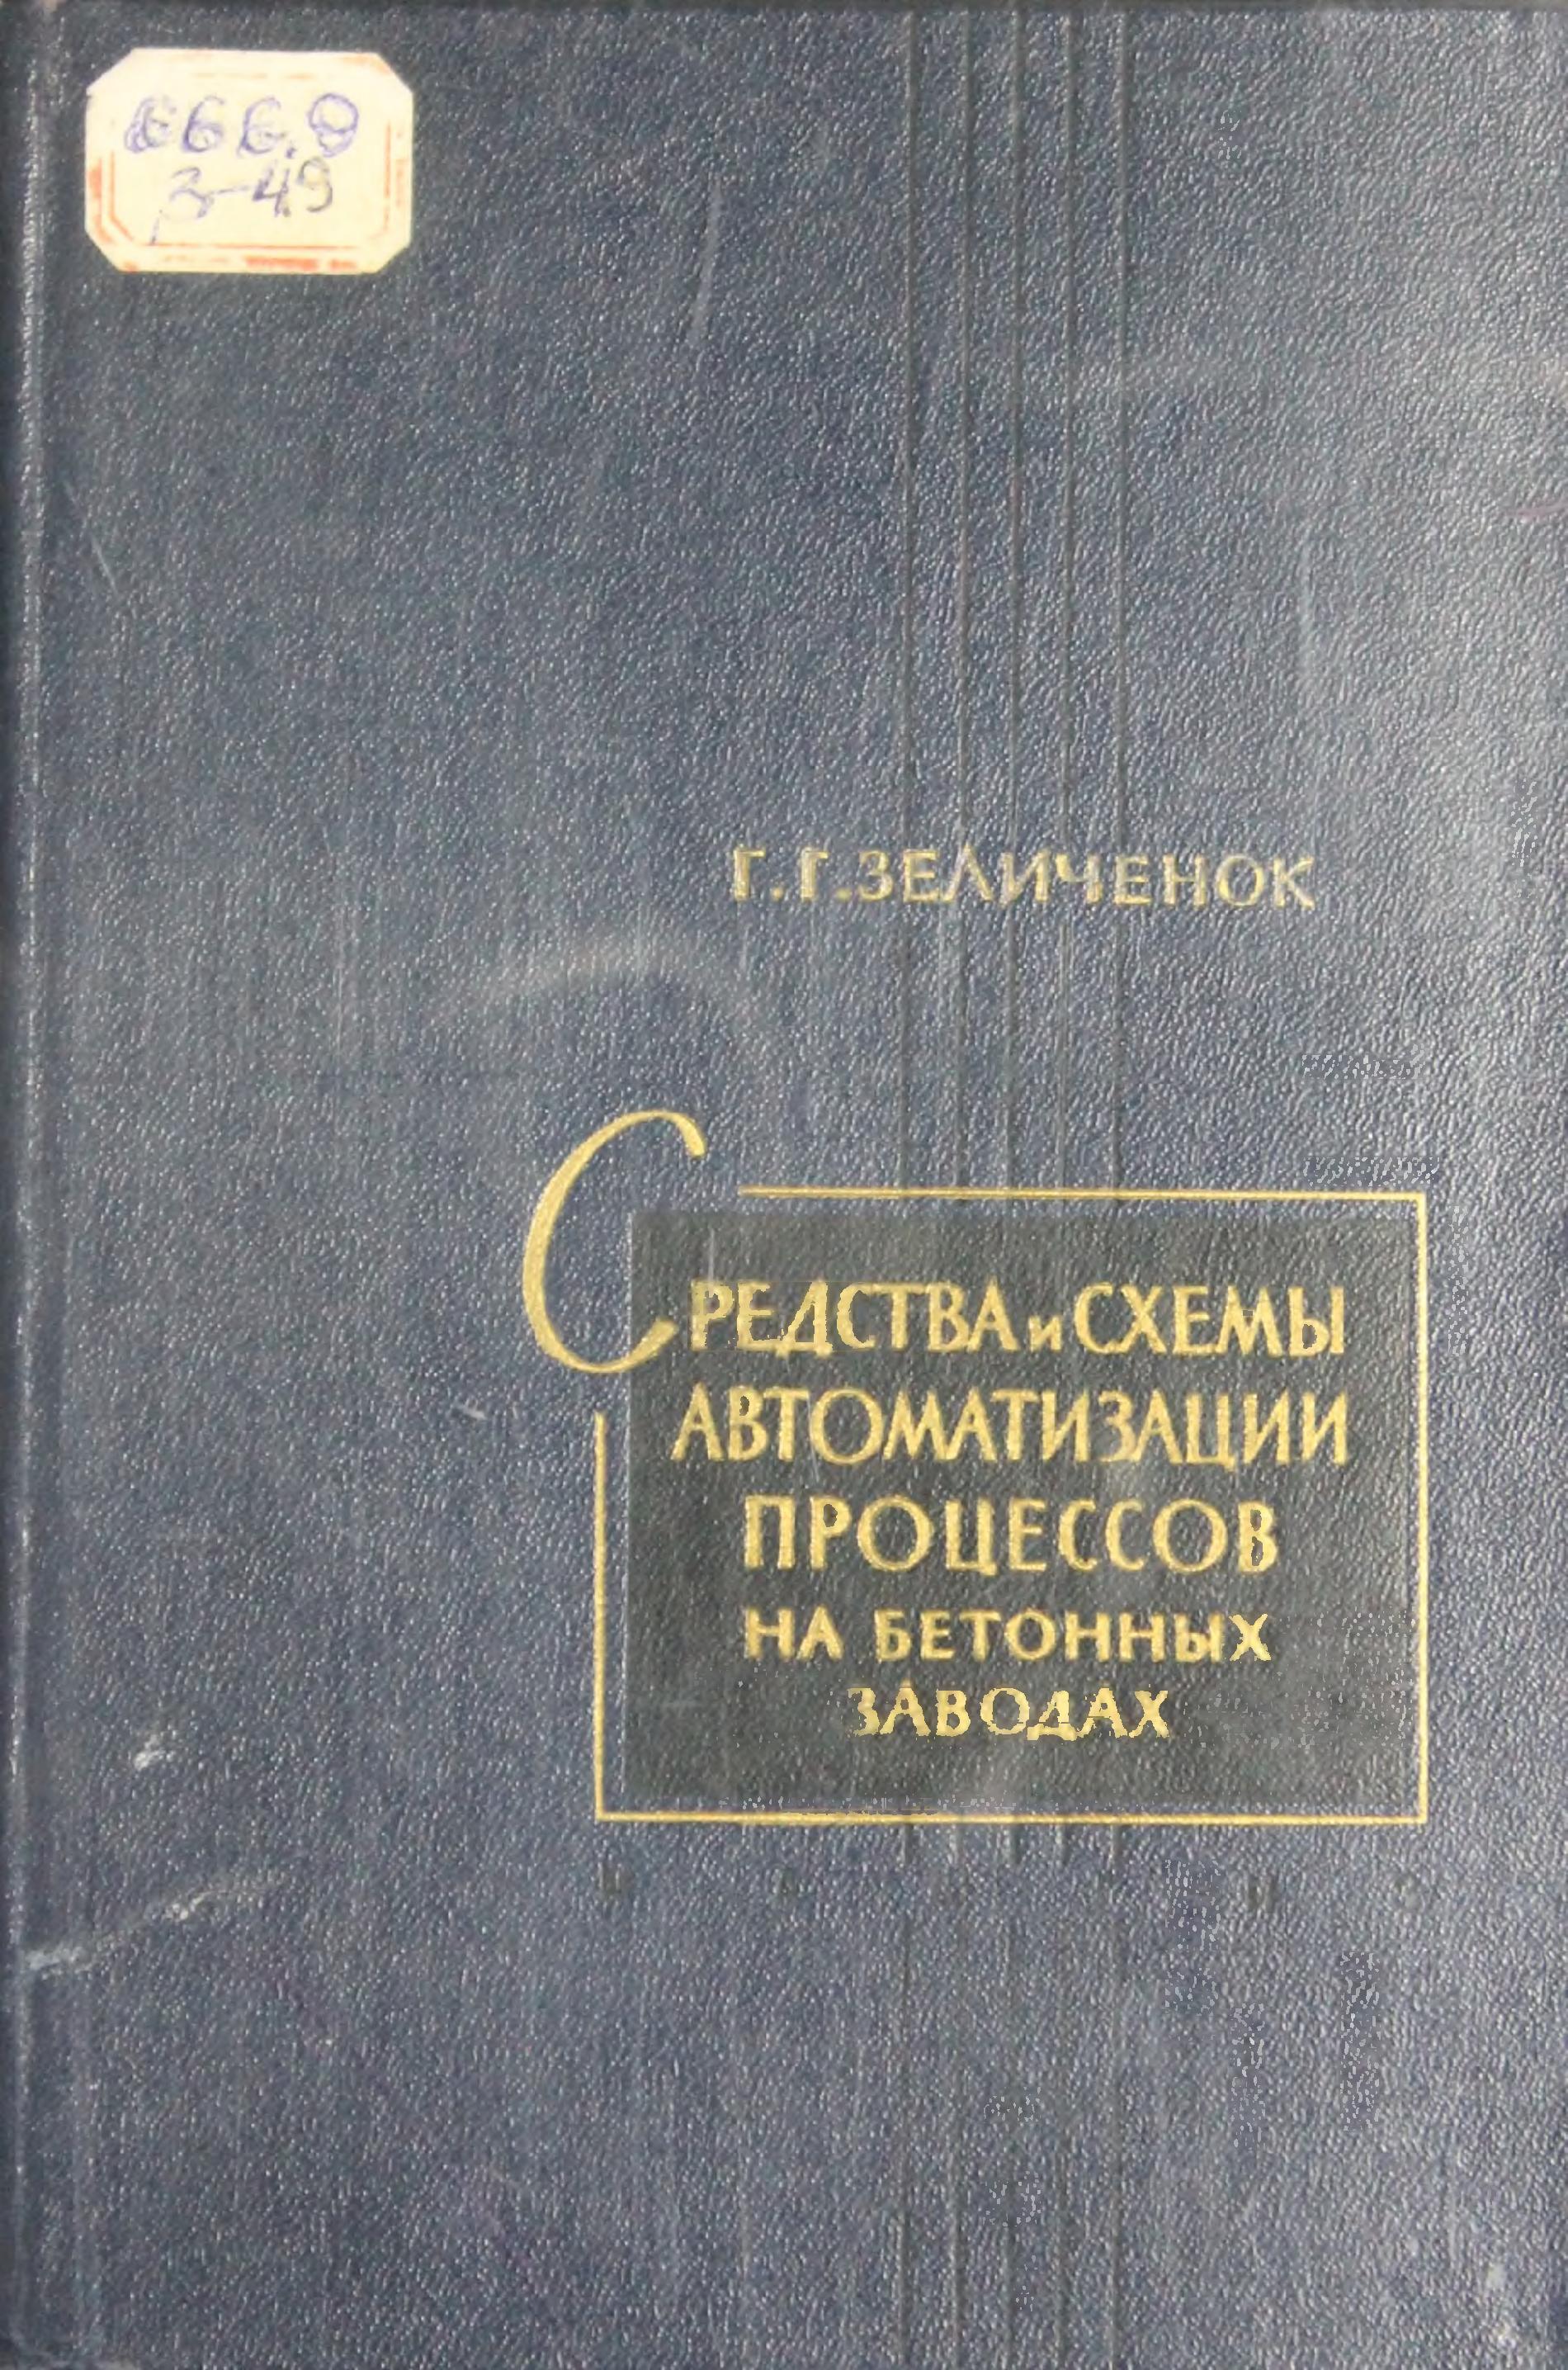 666.9
З-49
Г.Г.ЗЕЛИЧЕНОК
СРЕДСТВА и СХЕМЫ
АВТОМАТИЗАЦИИ
ПРОЦЕССОВ
НА БЕТОННЫХ
ЗАВОДАХ